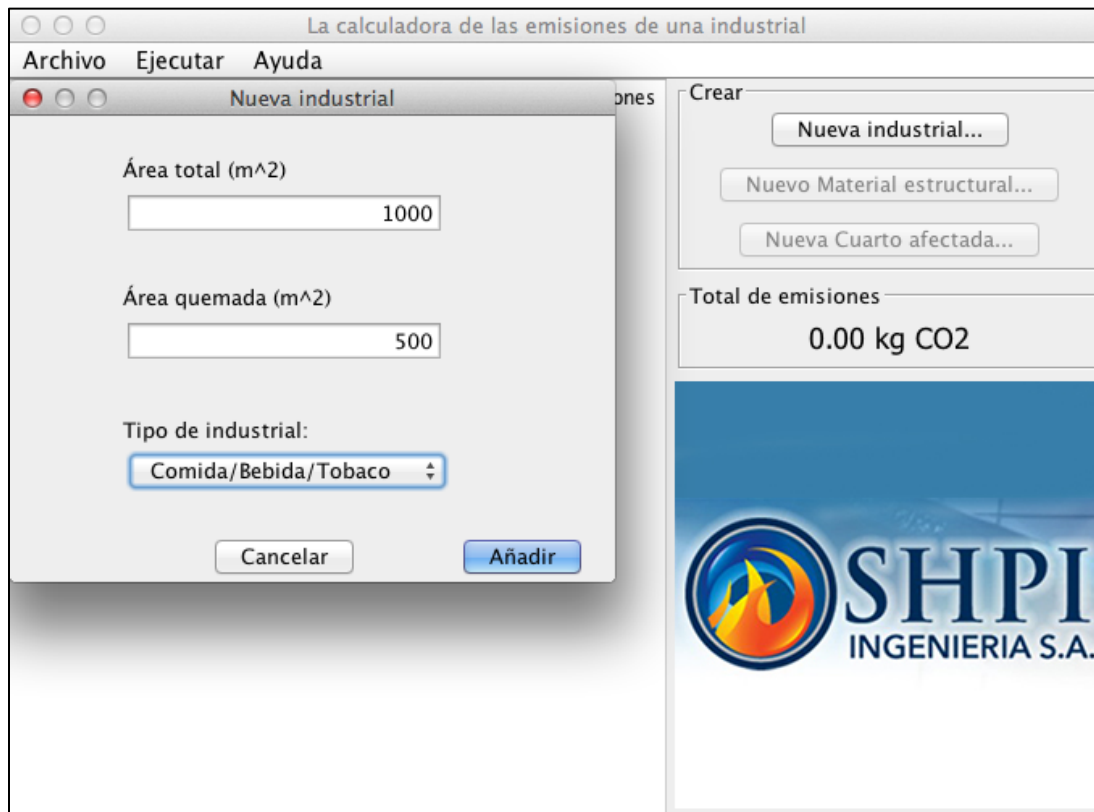 La calculadora de las emisiones de una industrial
Archivo Ejecutar Ayuda
Nueva industrial
Área total (m^2)
1000
Área quemada (m^2)
500
Tipo de industrial:
Comida/Bebida/Tobaco
Cancelar Añadir
ones
Crear
Nueva industrial...
Nuevo Material estructural...
Nueva Cuarto afectada...
Total de emisiones
0.00 kg CO2
SHPI
INGENIERIA S.A.